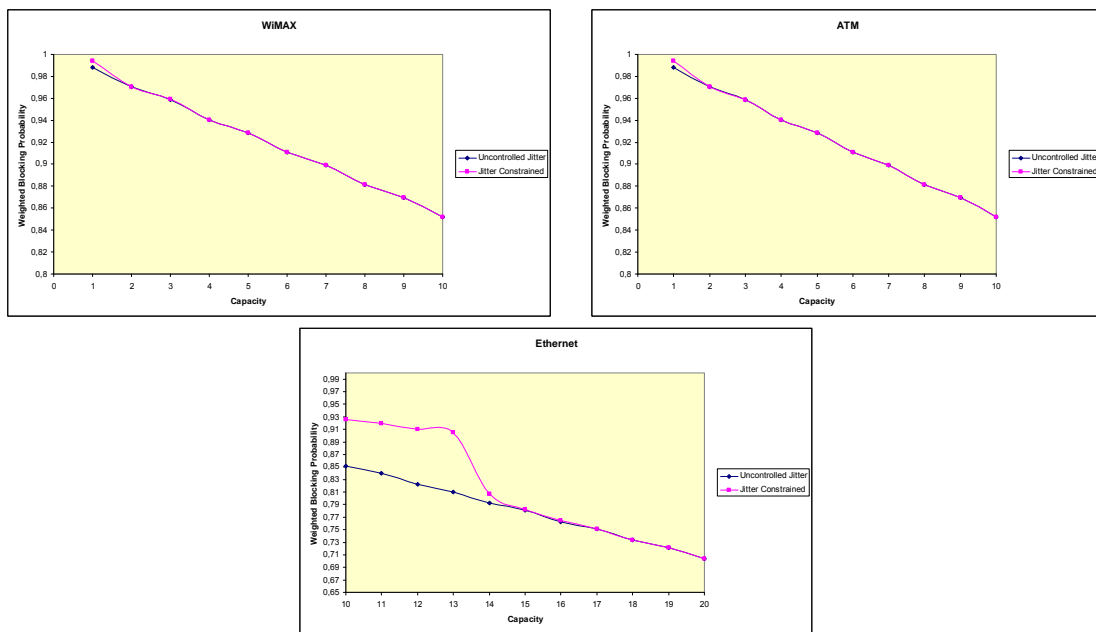 WiMAX
1
0,98
0,96
0,94
0,92
0,9
0,88
0,86
0,84
0,82
0,8
Weighted Blocking Probability
0 1 2 3 4 5 6 7 8 9 10
Capacity
Uncontrolled Jitter
Jitter Constrained
ATM
1
0,98
0,96
0,94
0,92
0,9
0,88
0,86
0,84
0,82
0,8
Weighted Blocking Probability
0 1 2 3 4 5 6 7 8 9 10
Capacity
Uncontrolled Jitter
Jitter Constrained
Ethernet
0,99
0,97
0,95
0,93
0,91
0,89
0,87
0,85
0,83
0,81
0,79
0,77
0,75
0,73
0,71
0,69
0,67
0,65
Weighted Blocking Probability
10 11 12 13 14 15 16 17 18 19 20
Capacity
Uncontrolled Jitter
Jitter Constrained